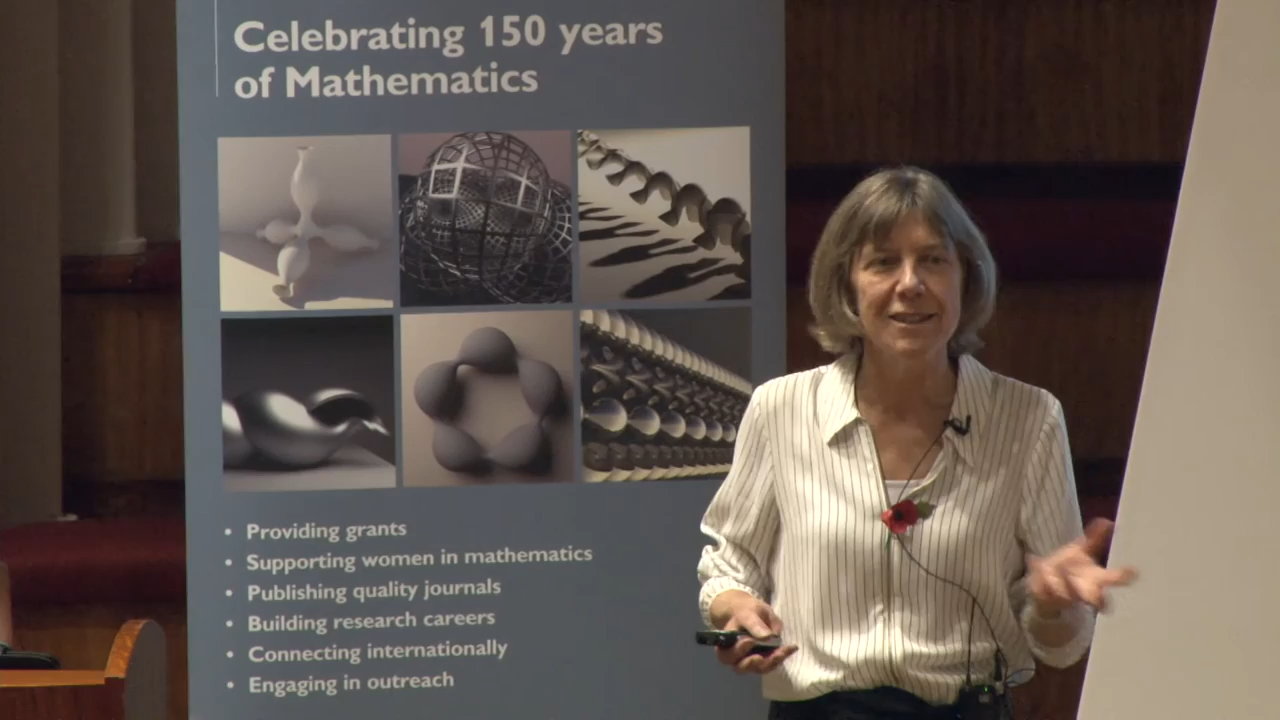 Celebrating 150 years
of Mathematics
• Providing grants
• Supporting women in mathematics
• Publishing quality journals
• Building research careers
• Connecting internationally
• Engaging in outreach